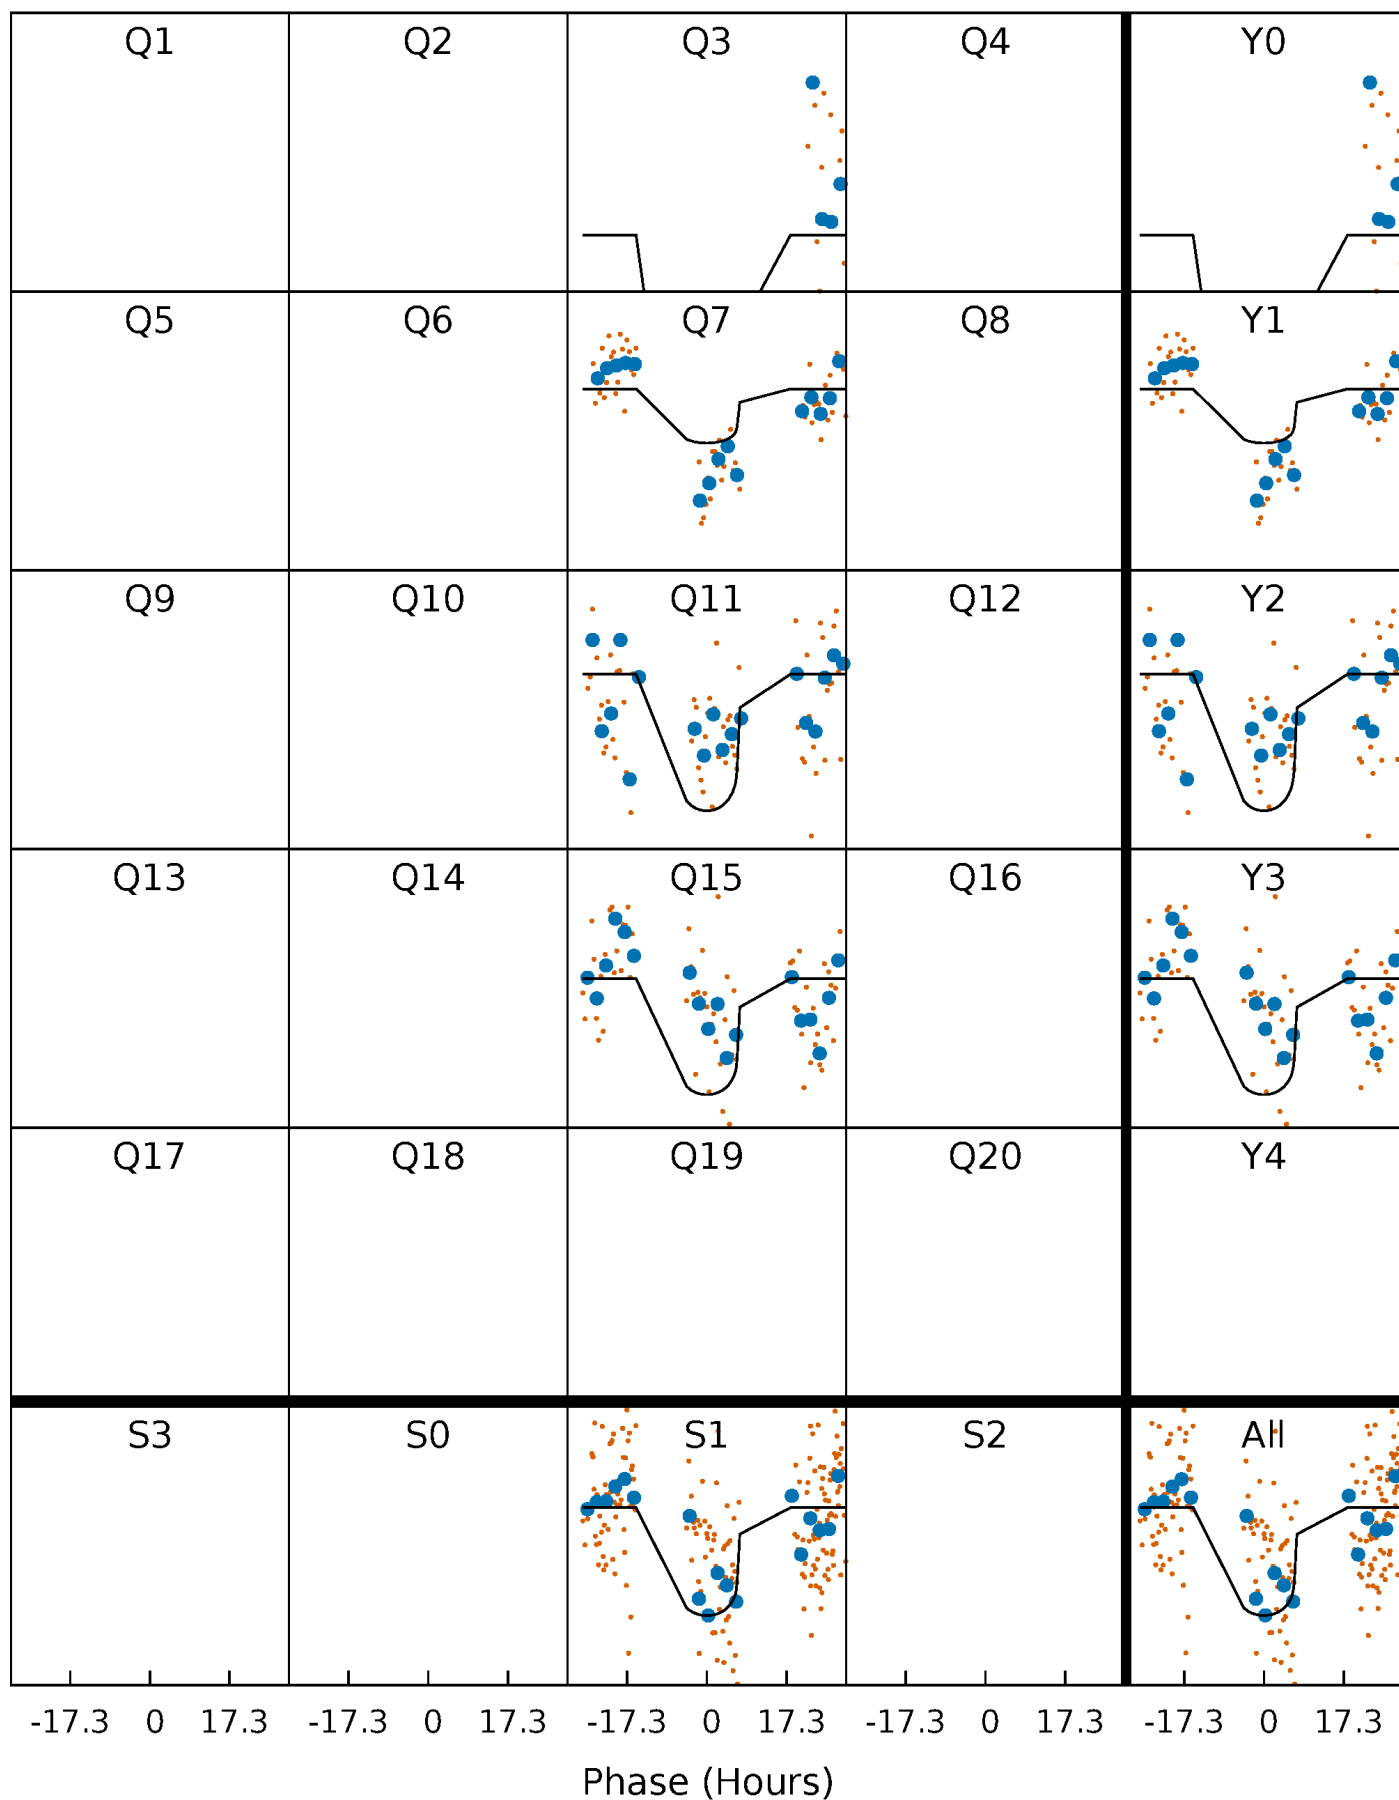 Q1 Q2 Q3 Q4 Y0
Q5 Q6 Q7 Q8 Y1
Q9 Q10 Q11 Q12 Y2
Q13 Q14 Q15 Q16 Y3
Q17 Q18 Q19 Q20 Y4
S3 S0 S1 S2 All
-17.3 0 17.3 -17.3 0 17.3 -17.3 0 17.3 -17.3 0 17.3 -17.3 0 17.3
Phase (Hours)